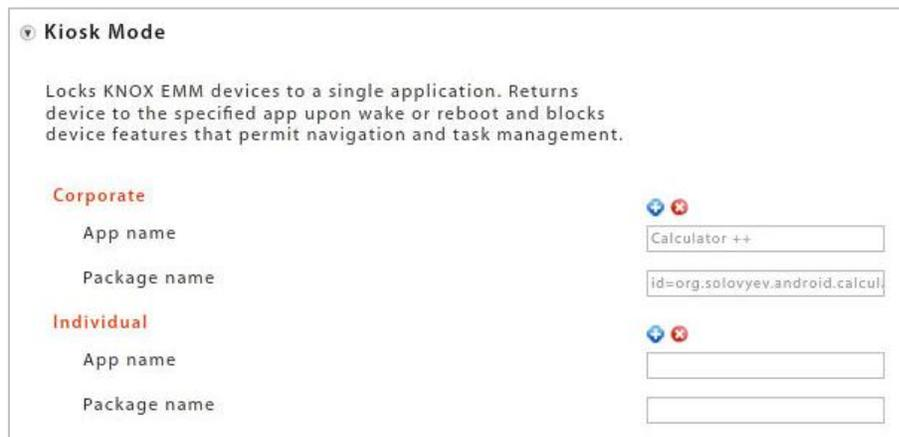 Kiosk Mode
Locks KNOX EMM devices to a single application. Returns
device to the specified app upon wake or reboot and blocks
device features that permit navigation and task management.
Corporate
App name
Calculator ++
Package name
id=org.solovyev.android.calcul
Individual
App name
Package name